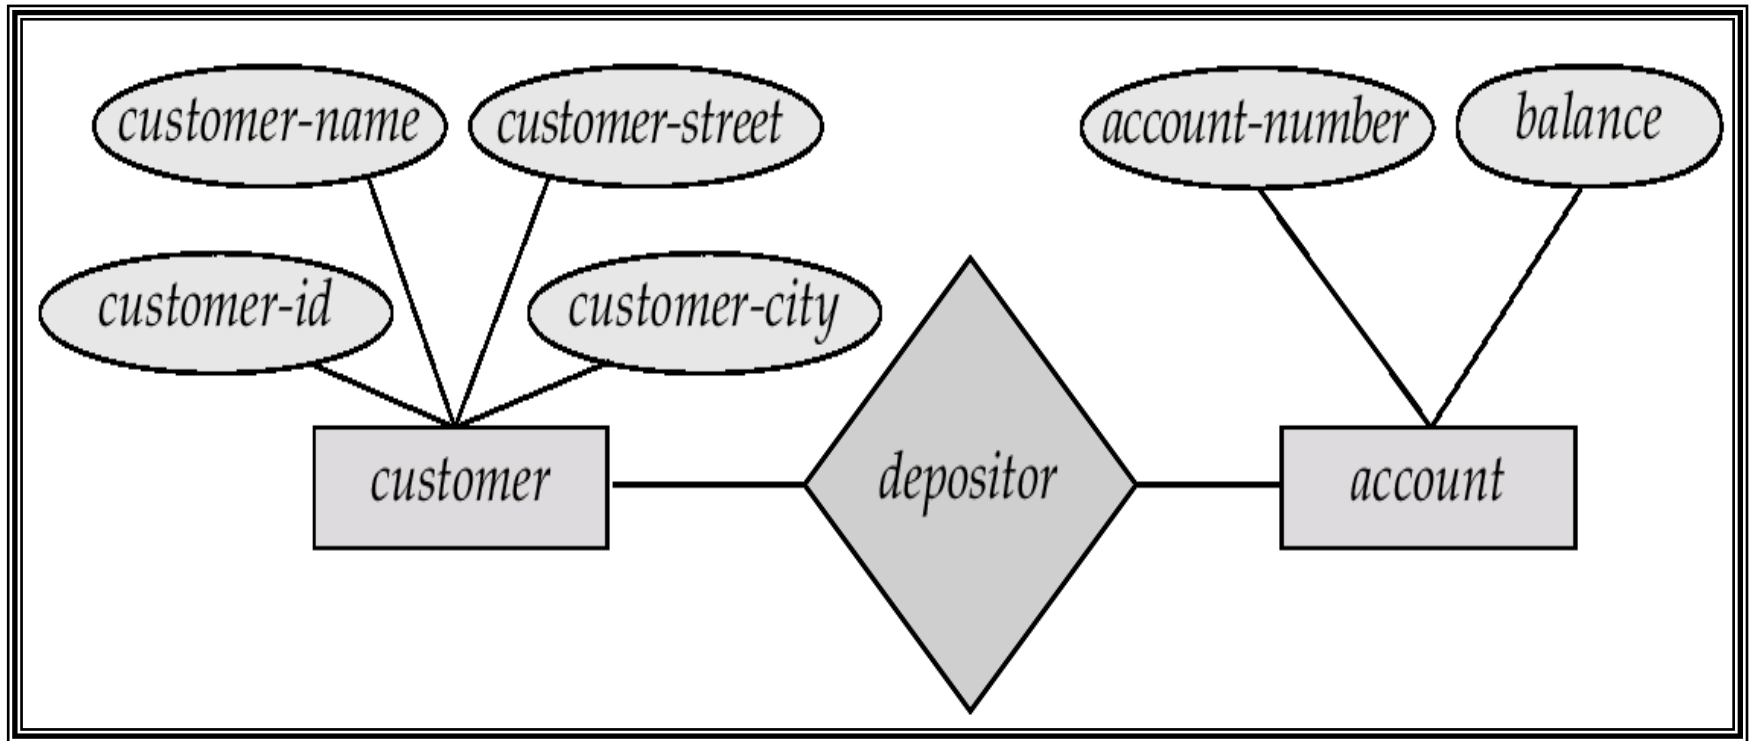 customer-name
customer-street
account-number
balance
customer-id
customer-city
customer
depositor
account